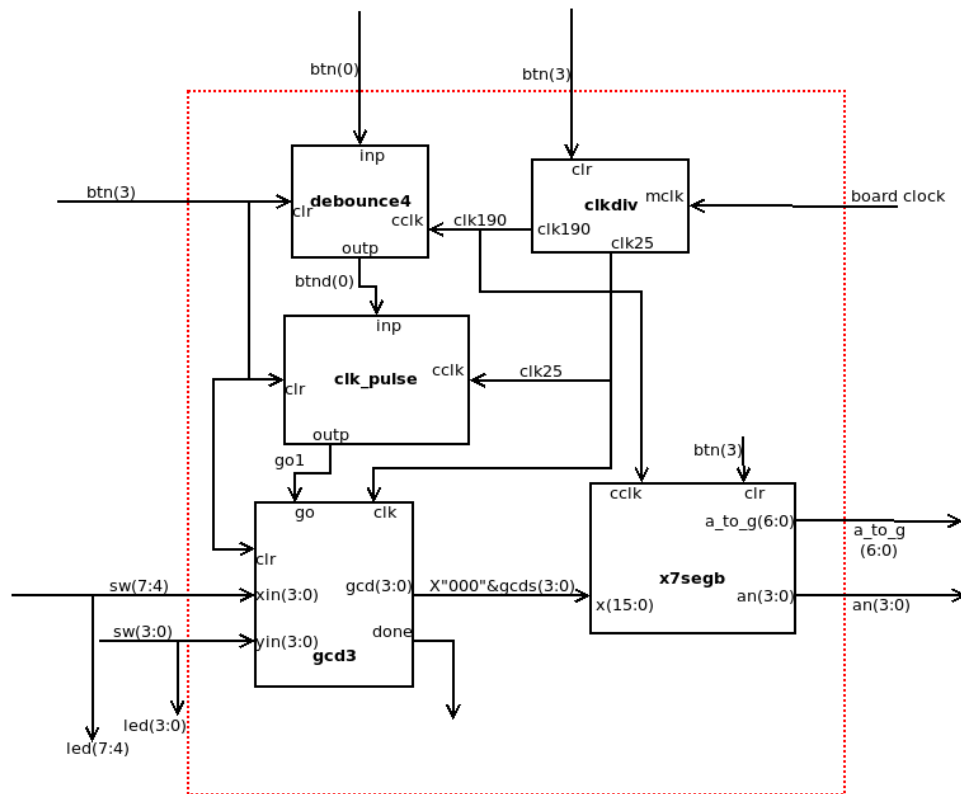 btn(0)
btn(3)
inp
clr
btn(3)
debounce4
clr
cclk
outp
clk190
clkdiv
mclk
board clock
clk190
clk25
btnd(0)
inp
cclk
clk_pulse
clr
outp
clk25
go1
go
clk
clr
sw(7:4)
xin(3:0)
gcd(3:0)
X"000"&gcds(3:0)
sw(3:0)
yin(3:0)
done
gcd3
led(3:0)
led(7:4)
btn(3)
cclk
clr
a_to_g(6:0)
a_to_g
(6:0)
x7segb
x(15:0)
an(3:0)
an(3:0)